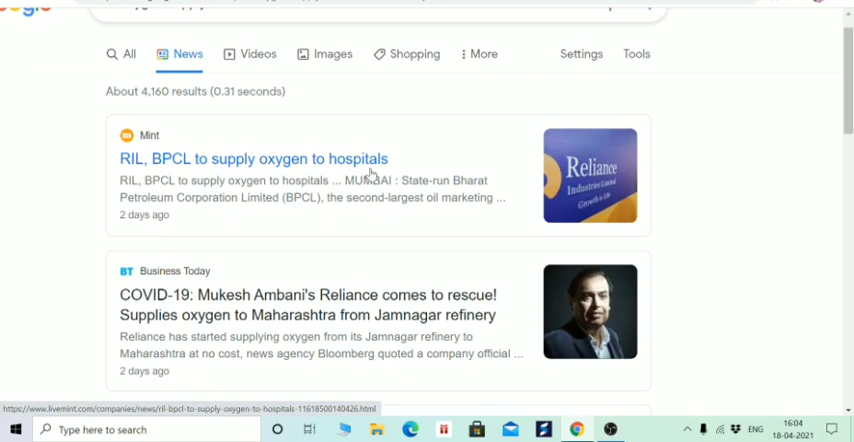 All News Videos Images Shopping More Settings Tools
About 4,160 results (0.31 seconds)
Mint
RIL, BPCL to supply oxygen to hospitals
RIL, BPCL to supply oxygen to hospitals ... MUMBAI : State-run Bharat
Petroleum Corporation Limited (BPCL), the second-largest oil marketing ...
2 days ago
Reliance
Industries Limited
Growth is Life
BT Business Today
COVID-19: Mukesh Ambani's Reliance comes to rescue!
Supplies oxygen to Maharashtra from Jamnagar refinery
Reliance has started supplying oxygen from its Jamnagar refinery to
Maharashtra at no cost, news agency Bloomberg quoted a company official ...
2 days ago
https://www.livemint.com/companies/news/ril-bpcl-to-supply-oxygen-to-hospitals-11618500140426.html
Type here to search
ENG
16:04
18-04-2021